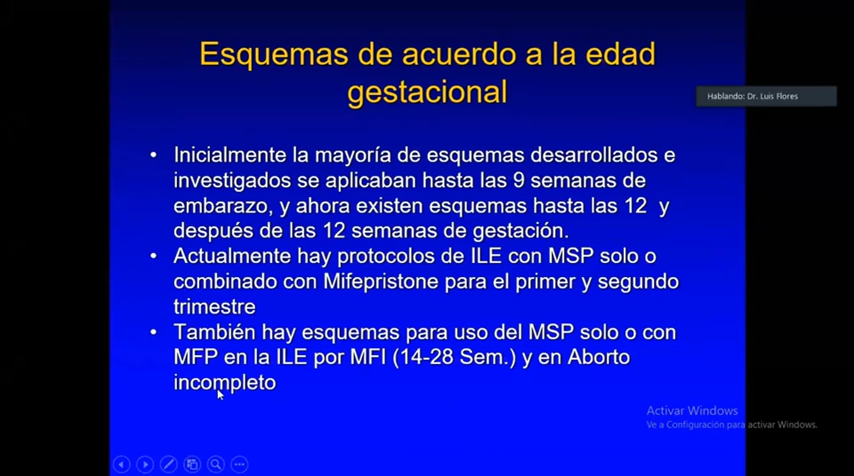 Esquemas de acuerdo a la edad
gestacional
Hablando: Dr. Luis Flores
• Inicialmente la mayoría de esquemas desarrollados e
investigados se aplicaban hasta las 9 semanas de
embarazo, y ahora existen esquemas hasta las 12 y
después de las 12 semanas de gestación.
• Actualmente hay protocolos de ILE con MSP solo o
combinado con Mifepristone para el primer y segundo
trimestre
• También hay esquemas para uso del MSP solo o con
MFP en la ILE por MFI (14-28 Sem.) y en Aborto
incompleto
Activar Windows
Ve a Configuración para activar Windows.